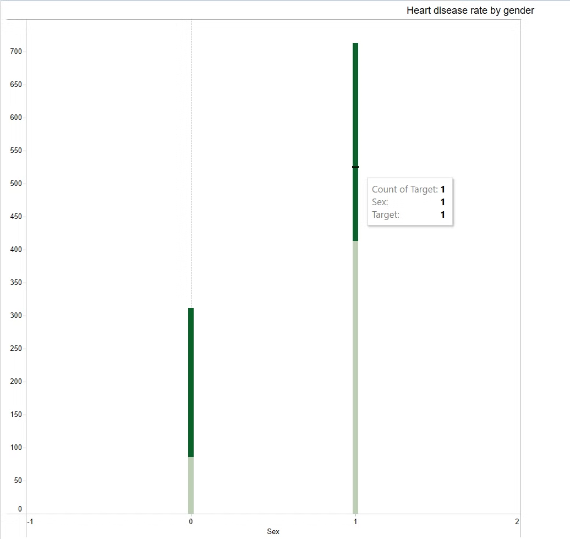 Heart disease rate by gender
700
650
600
550
500
450
400
350
300
250
200
150
100
50
0
Count of Target: 1
Sex: 1
Target: 1
-1 0 1 2
Sex